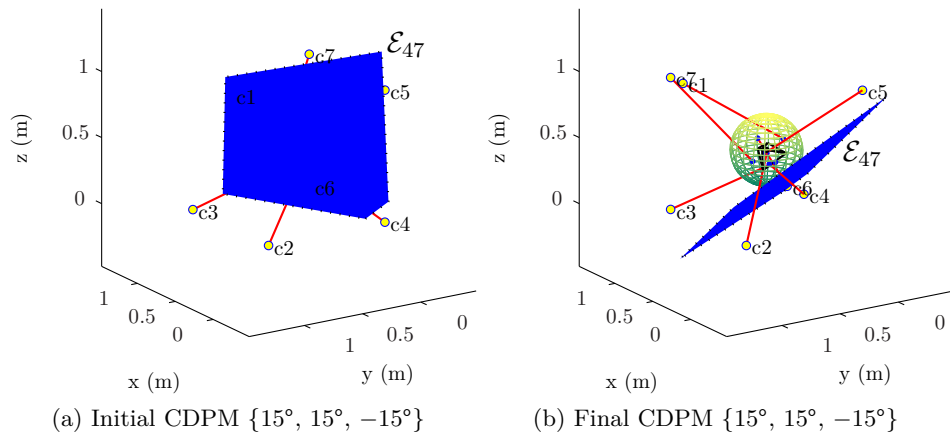 c7
ℰ47
c1
c5
c6
c3
c4
c2
z (m)
1
0.5
0
1
0.5
0
x (m)
1
0.5
0
y (m)
(a) Initial CDPM {15°, 15°, −15°}
c7
c1
c5
ℰ47
c6
c4
c3
c2
z (m)
1
0.5
0
1
0.5
0
x (m)
1
0.5
0
y (m)
(b) Final CDPM {15°, 15°, −15°}